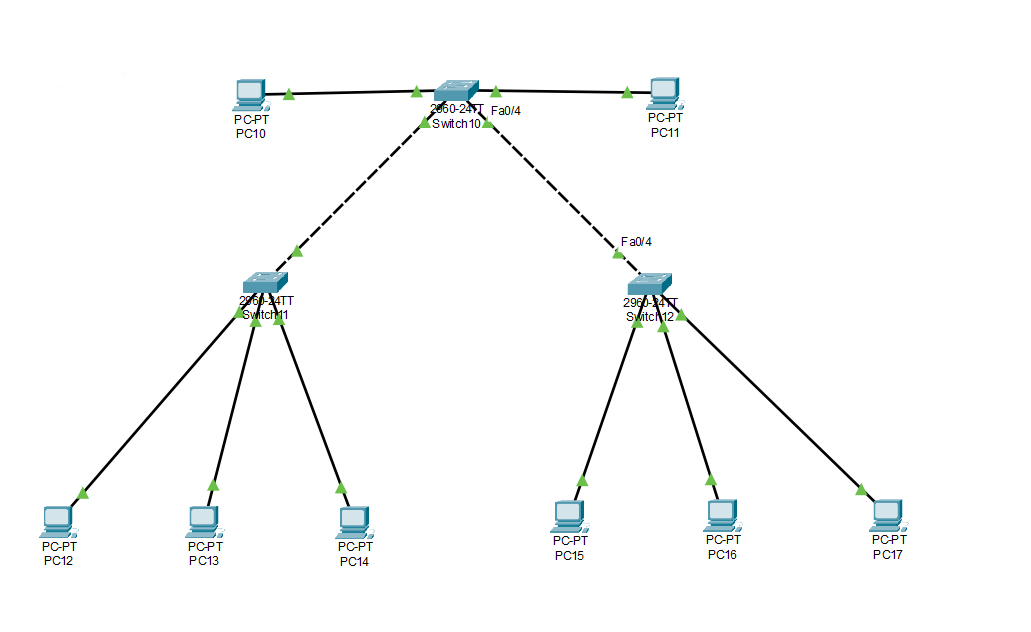 2960-24TT
Switch10
Fa0/4
PC-PT
PC10
PC-PT
PC11
Fa0/4
2960-24TT
Switch11
2960-24TT
Switch12
PC-PT
PC12
PC-PT
PC13
PC-PT
PC14
PC-PT
PC15
PC-PT
PC16
PC-PT
PC17